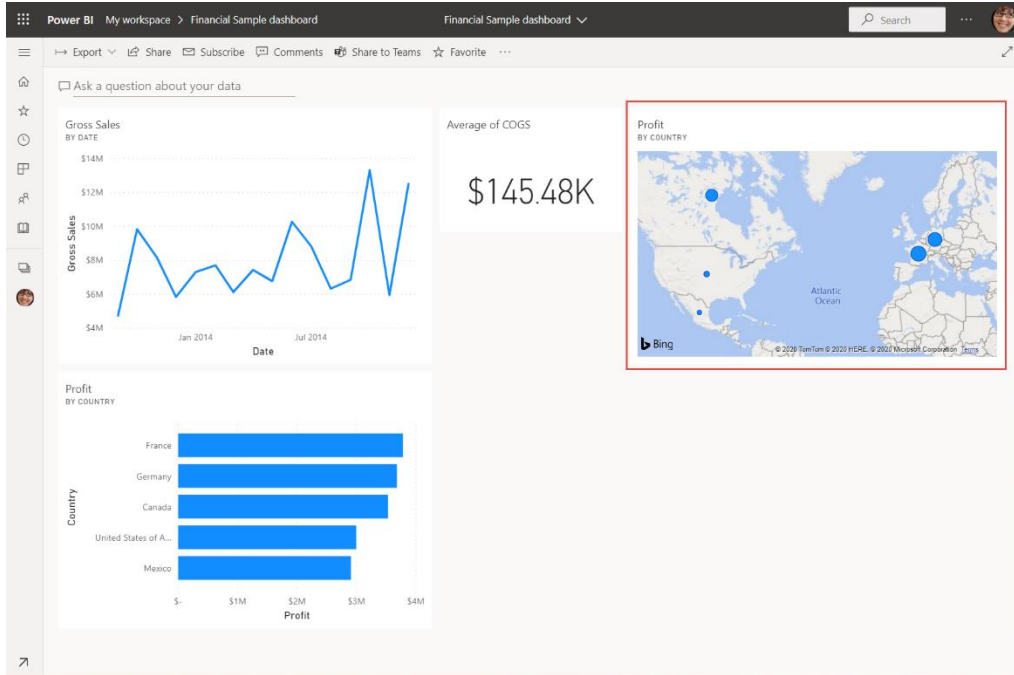 Power BI My workspace > Financial Sample dashboard Financial Sample dashboard Search
Export Share Subscribe Comments Share to Teams Favorite ...
Ask a question about your data
Gross Sales
BY DATE
$14M
$12M
$10M
$8M
$6M
$4M
Gross Sales
Jan 2014 Jul 2014
Date
Average of COGS
$145.48K
Profit
BY COUNTRY
Atlantic
Ocean
Bing
© 2020 TomTom © 2020 HERE, © 2020 Microsoft Corporation Terms
Profit
BY COUNTRY
Country
France
Germany
Canada
United States of A...
Mexico
$- $1M $2M $3M $4M
Profit